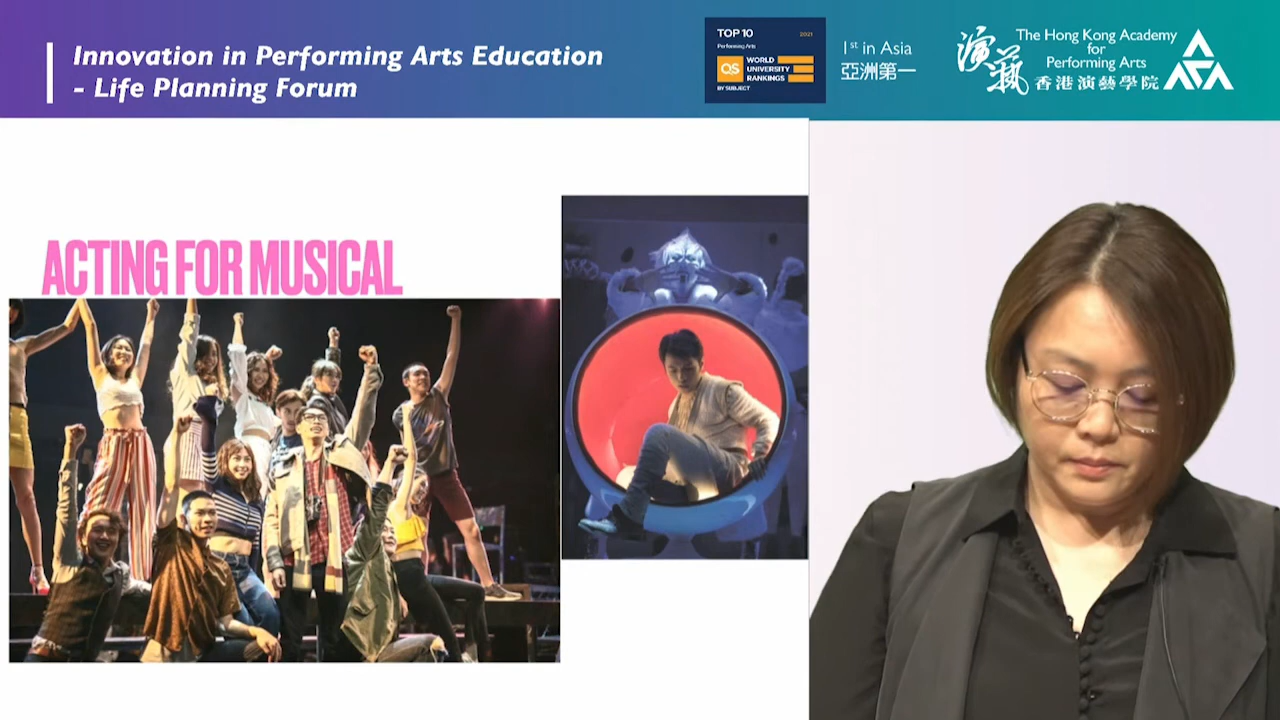 Innovation in Performing Arts Education
- Life Planning Forum
TOP 10
2021
Performing Arts
QS
WORLD
UNIVERSITY
RANKINGS
BY SUBJECT
1st in Asia
亞洲第一
演藝
The Hong Kong Academy
for
Performing Arts
香港演藝學院
ACTING FOR MUSICAL